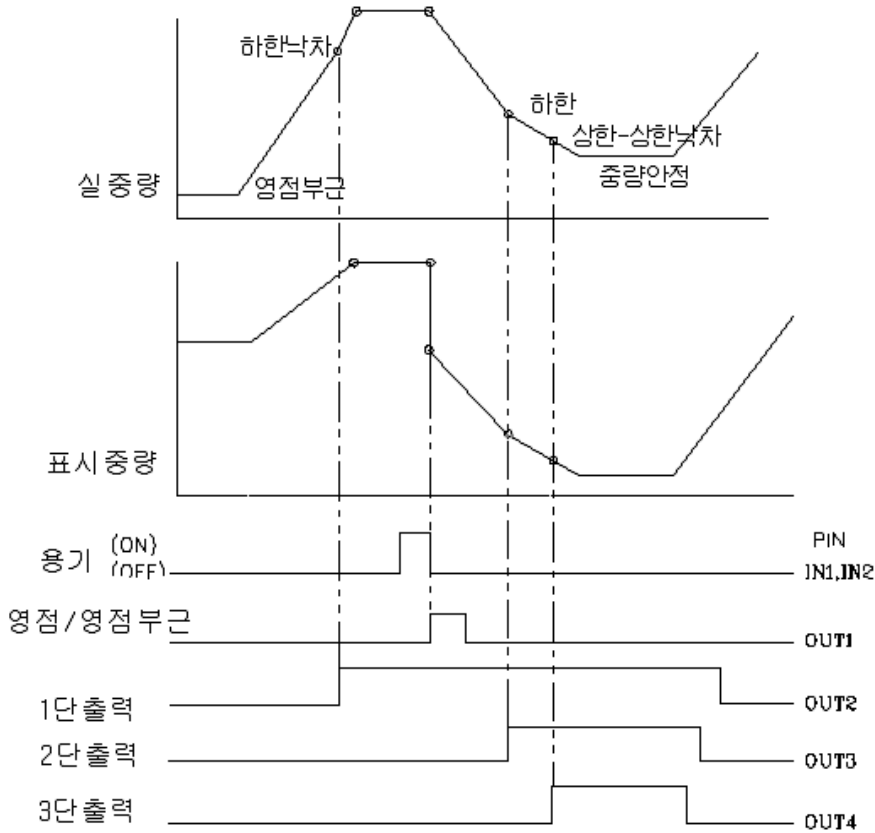 하한낙차
하한
상한-상한낙차
실중량
영점부근
중량안정
표시중량
용기
(ON)
(OFF)
PIN
IN1,IN2
영점/영점부근
OUT1
1단출력
OUT2
2단출력
OUT3
3단출력
OUT4